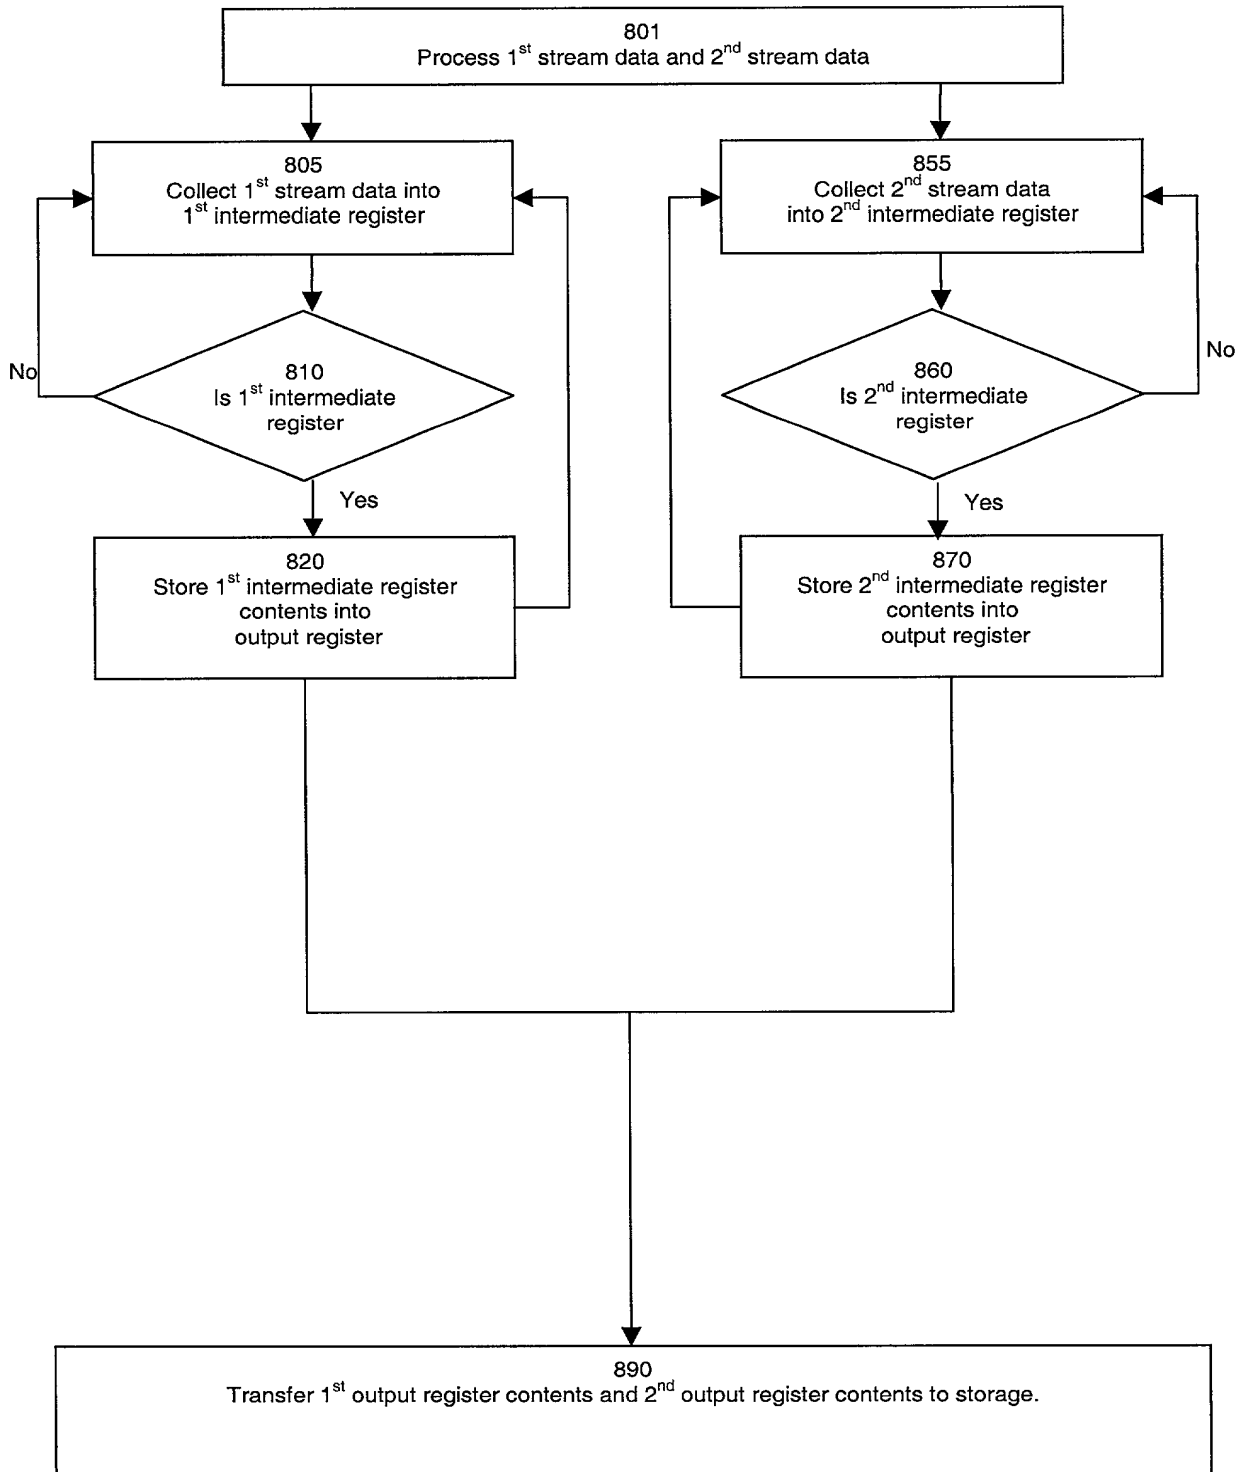 801
Process 1st stream data and 2nd stream data
805
Collect 1st stream data into
1st intermediate register
855
Collect 2nd stream data
into 2nd intermediate register
No
810
Is 1st intermediate
register
860
Is 2nd intermediate
register
No
Yes
Yes
820
Store 1st intermediate register
contents into
output register
870
Store 2nd intermediate register
contents into
output register
890
Transfer 1st output register contents and 2nd output register contents to storage.